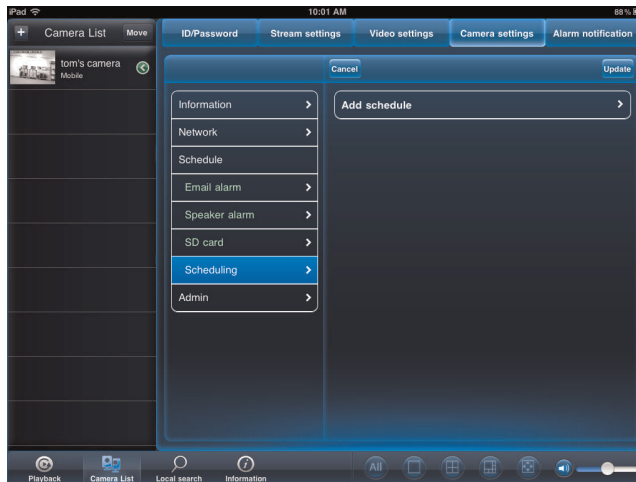 iPad 10:01 AM 88%
+ Camera List Move
ID/Password Stream settings Video settings Camera settings Alarm notification
tom's camera
Mobile
Cancel Update
Information
Network
Schedule
Email alarm
Speaker alarm
SD card
Scheduling
Admin
Add schedule
Playback Camera List Local search Information All